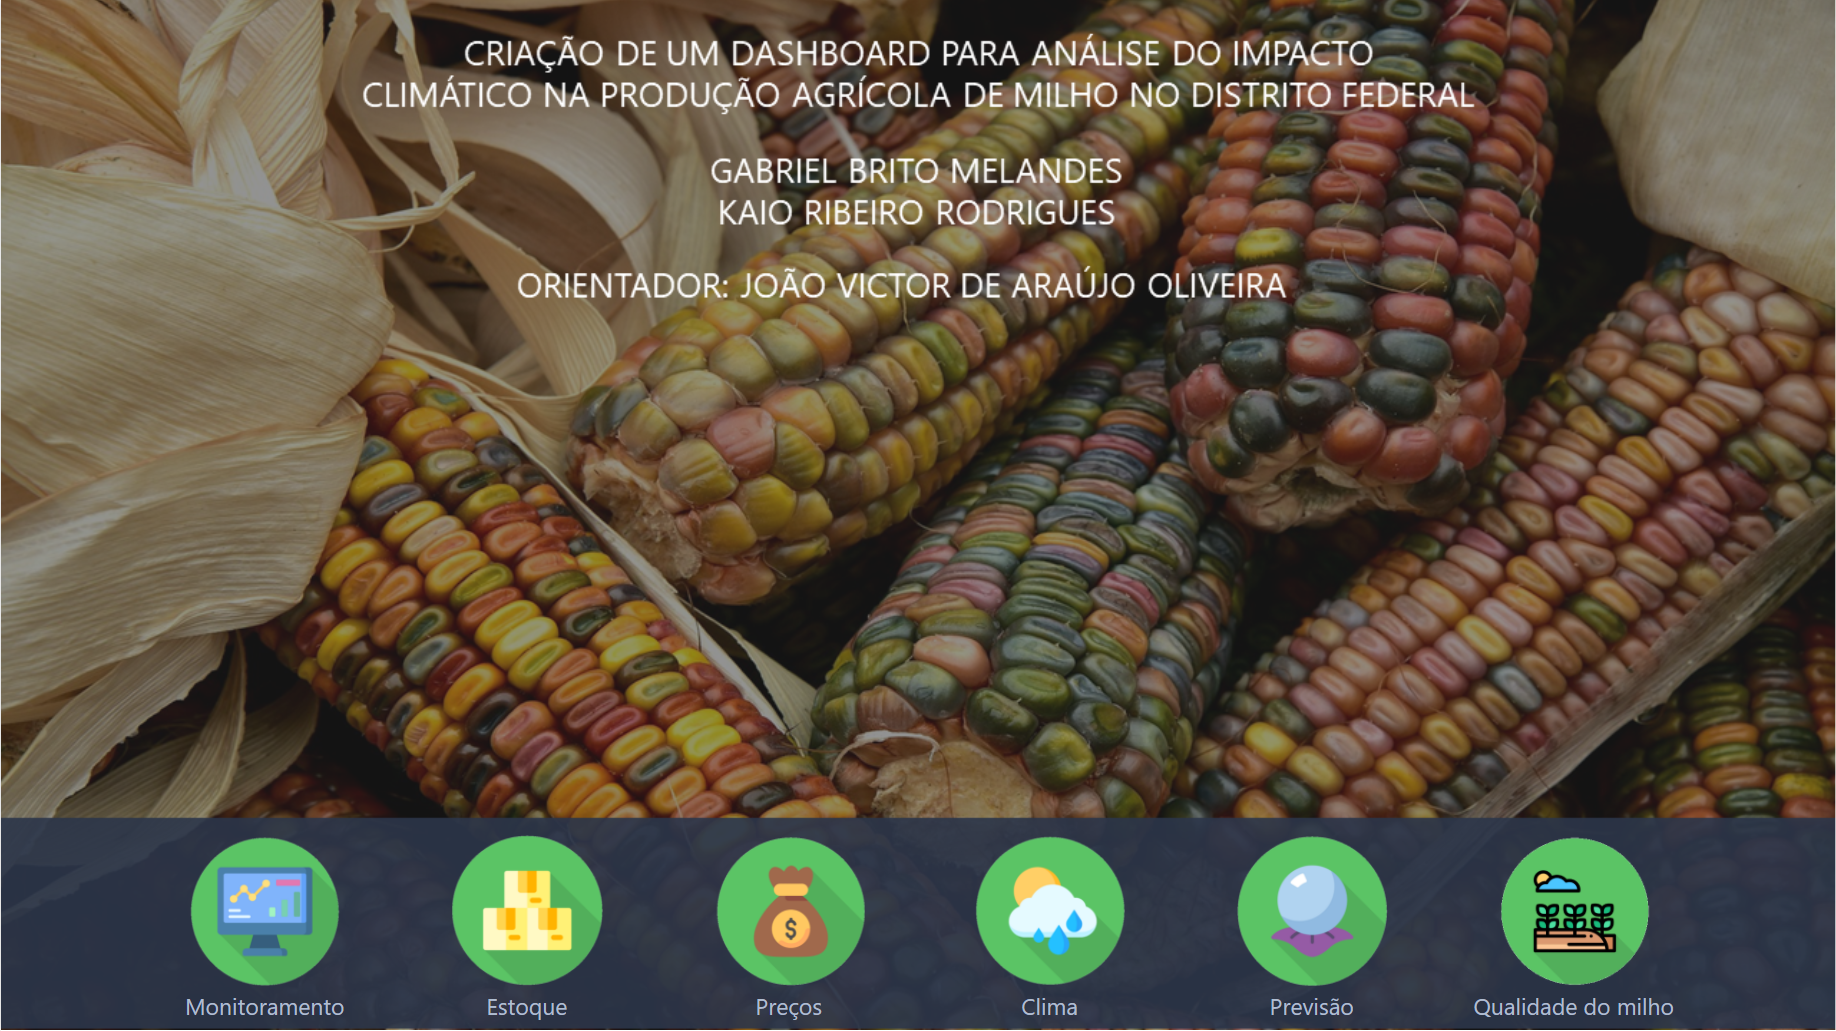 CRIAÇÃO DE UM DASHBOARD PARA ANÁLISE DO IMPACTO
CLIMÁTICO NA PRODUÇÃO AGRÍCOLA DE MILHO NO DISTRITO FEDERAL
GABRIEL BRITO MELANDES
KAIO RIBEIRO RODRIGUES
ORIENTADOR: JOÃO VICTOR DE ARAÚJO OLIVEIRA
$
Monitoramento
Estoque
Preços
Clima
Previsão
Qualidade do milho